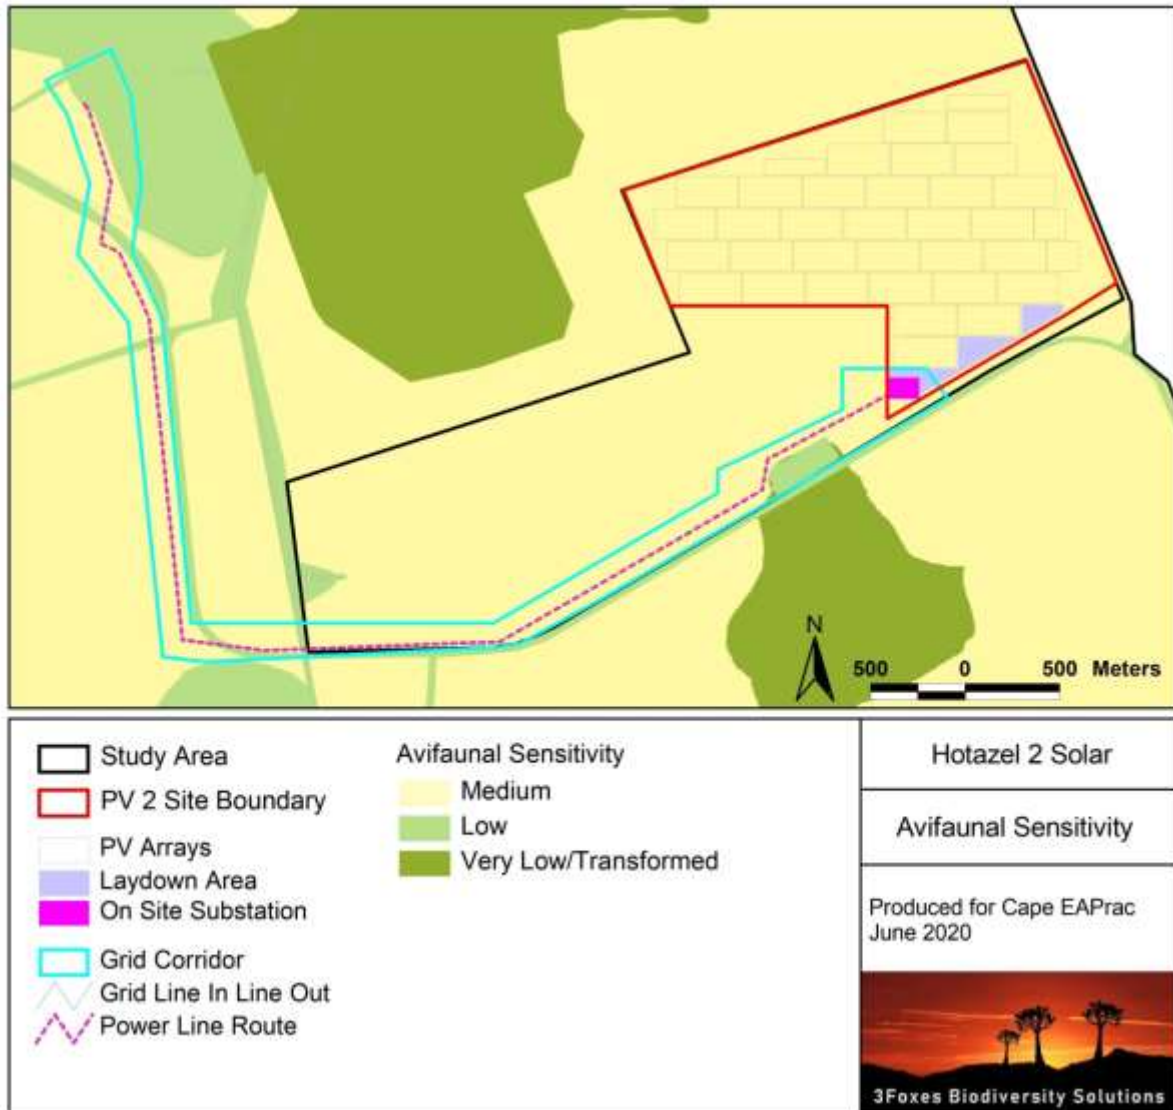 N
500 0 500 Meters
Study Area
PV 2 Site Boundary
PV Arrays
Laydown Area
On Site Substation
Grid Corridor
Grid Line In Line Out
Power Line Route
Avifaunal Sensitivity
Medium
Low
Very Low/Transformed
Hotazel 2 Solar
Avifaunal Sensitivity
Produced for Cape EAPrac
June 2020
3Foxes Biodiversity Solutions